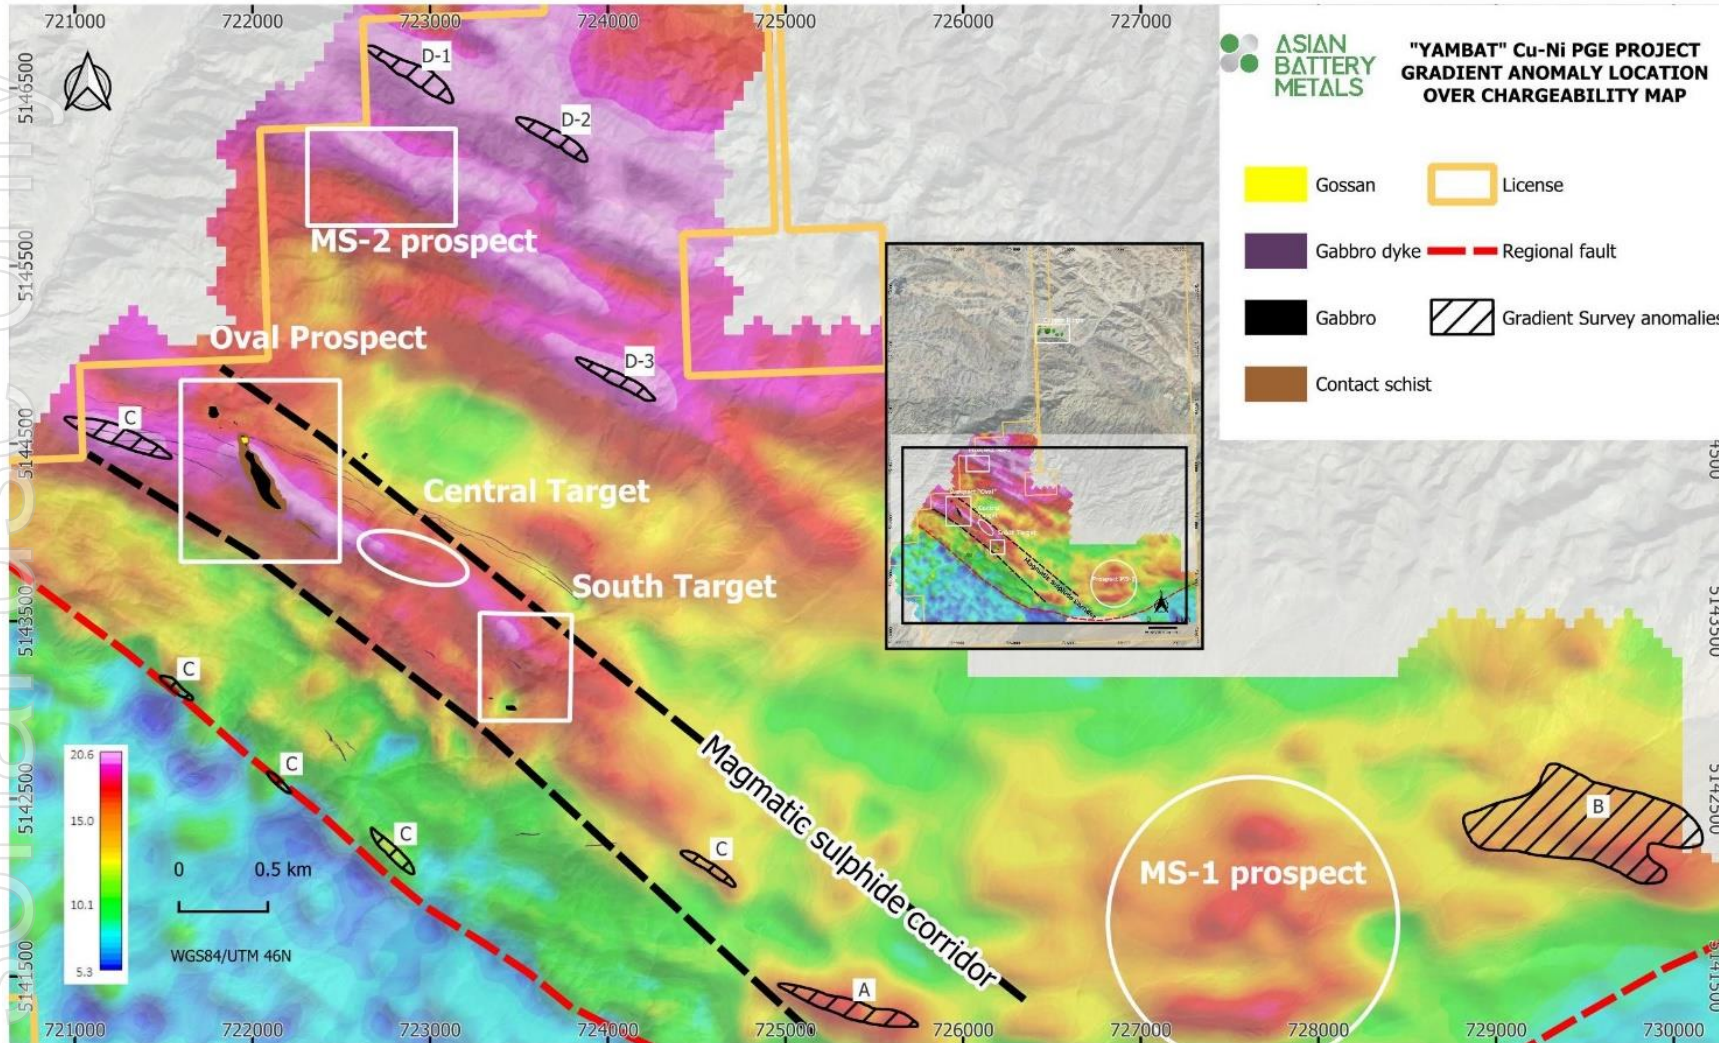 721000 722000 723000 724000 725000 726000 727000
ASIAN
BATTERY
METALS
"YAMBAT" Cu-Ni PGE PROJECT
GRADIENT ANOMALY LOCATION
OVER CHARGEABILITY MAP
Gossan
License
Gabbro dyke
Regional fault
Gabbro
Gradient Survey anomalies
Contact schist
5146500
5145500
5144500
5143500
5142500
5141500
D-1
D-2
MS-2 prospect
Oval Prospect
D-3
C
Central Target
South Target
C
C
C
C
Magmatic sulphide corridor
MS-1 prospect
B
A
20.6
15.0
10.1
5.3
0 0.5 km
WGS84/UTM 46N
4500
5143500
5142500
5141500
721000 722000 723000 724000 725000 726000 727000 728000 729000 730000